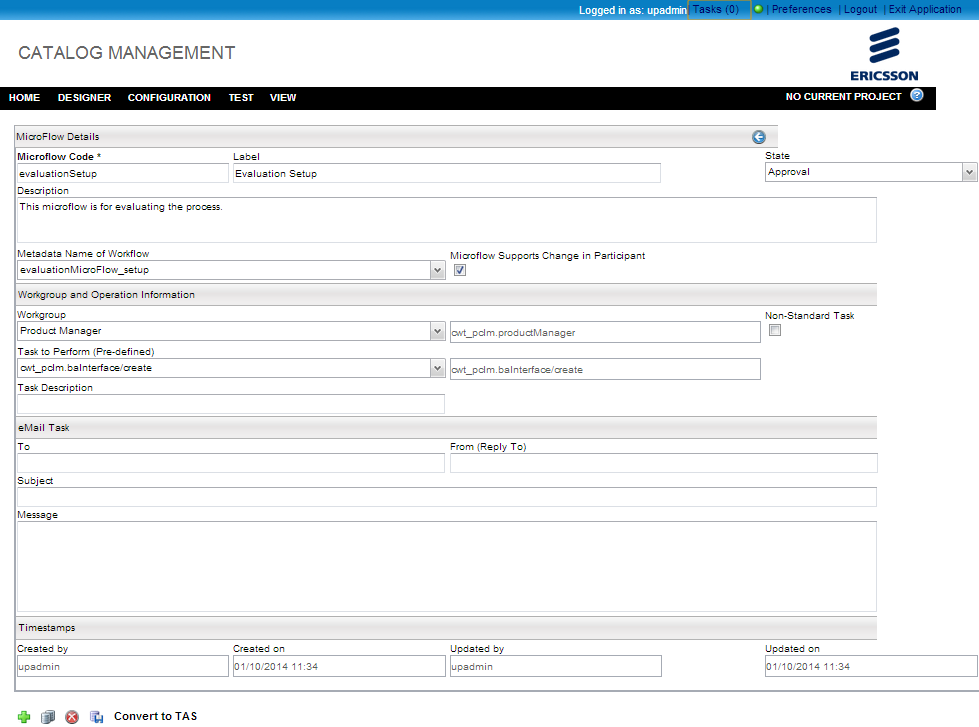 Logged in as: upadmin Tasks (0) | Preferences | Logout | Exit Application
CATALOG MANAGEMENT
ERICSSON
HOME DESIGNER CONFIGURATION TEST VIEW NO CURRENT PROJECT ?
MicroFlow Details
Microflow Code * Label State
evaluationSetup Evaluation Setup Approval
Description
This microflow is for evaluating the process.
Metadata Name of Workflow Microflow Supports Change in Participant
evaluationMicroFlow_setup
Workgroup and Operation Information
Workgroup Non-Standard Task
Product Manager cwt_pclm.productManager
Task to Perform (Pre-defined)
cwt_pclm.baInterface/create cwt_pclm.baInterface/create
Task Description
eMail Task
To From (Reply To)
Subject
Message
Timestamps
Created by Created on Updated by Updated on
upadmin 01/10/2014 11:34 upadmin 01/10/2014 11:34
Convert to TAS